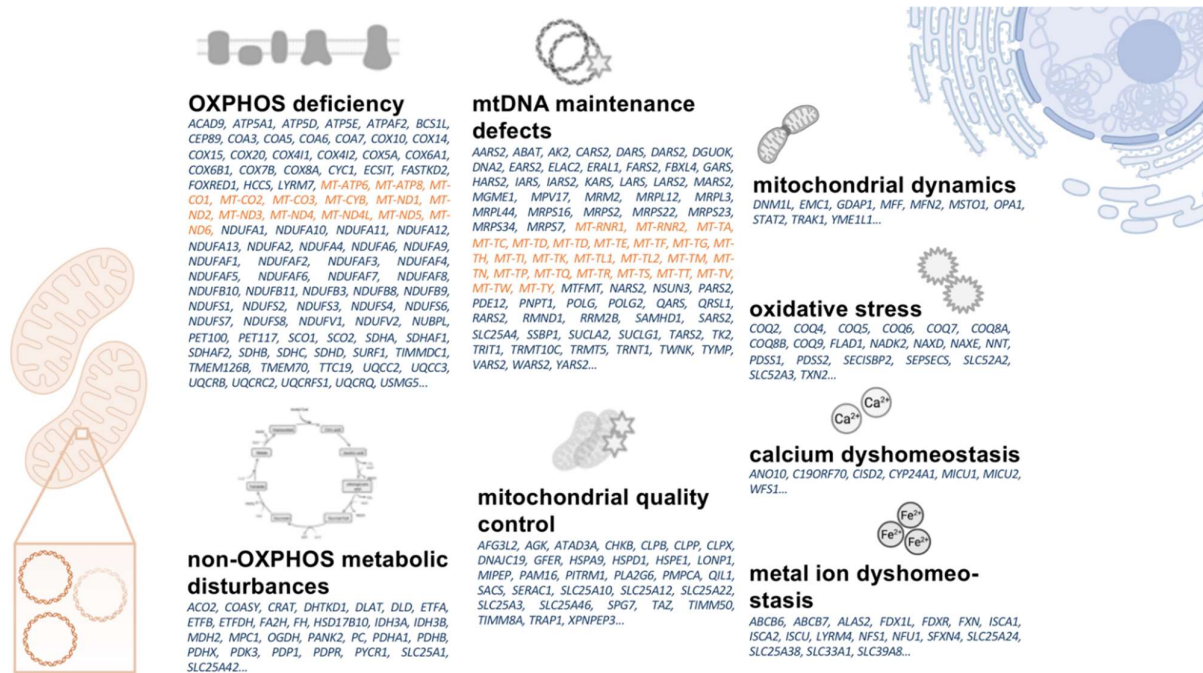 OXPHOS deficiency
ACAD9, ATP5A1, ATP5D, ATP5E, ATPAF2, BCS1L,
CEP89, COA3, COA5, COA6, COA7, COX10, COX14,
COX15, COX20, COX4I1, COX4I2, COX5A, COX6A1,
COX6B1, COX7B, COX8A, CYC1, ECSIT, FASTKD2,
FOXRED1, HCCS, LYRM7, MT-ATP6, MT-ATP8, MT-
CO1, MT-CO2, MT-CO3, MT-CYB, MT-ND1, MT-
ND2, MT-ND3, MT-ND4, MT-ND4L, MT-ND5, MT-
ND6, NDUFA1, NDUFA10, NDUFA11, NDUFA12,
NDUFA13, NDUFA2, NDUFA4, NDUFA6, NDUFA9,
NDUFAF1, NDUFAF2, NDUFAF3, NDUFAF4,
NDUFAF5, NDUFAF6, NDUFAF7, NDUFAF8,
NDUFB10, NDUFB11, NDUFB3, NDUFB8, NDUFB9,
NDUFS1, NDUFS2, NDUFS3, NDUFS4, NDUFS6,
NDUFS7, NDUFS8, NDUFV1, NDUFV2, NUBPL,
PET100, PET117, SCO1, SCO2, SDHA, SDHAF1,
SDHAF2, SDHB, SDHC, SDHD, SURF1, TIMMDC1,
TMEM126B, TMEM70, TTC19, UQCC2, UQCC3,
UQCRB, UQCRC2, UQCRFS1, UQCRQ, USMG5...
mtDNA maintenance
defects
AARS2, ABAT, AK2, CARS2, DARS, DARS2, DGUOK,
DNA2, EARS2, ELAC2, ERAL1, FARS2, FBXL4, GARS,
HARS2, IARS, IARS2, KARS, LARS, LARS2, MARS2,
MGME1, MPV17, MRM2, MRPL12, MRPL3,
MRPL44, MRPS16, MRPS2, MRPS22, MRPS23,
MRPS34, MRPS7, MT-RNR1, MT-RNR2, MT-TA,
MT-TC, MT-TD, MT-TD, MT-TE, MT-TF, MT-TG, MT-
TH, MT-TI, MT-TK, MT-TL1, MT-TL2, MT-TM, MT-
TN, MT-TP, MT-TQ, MT-TR, MT-TS, MT-TT, MT-TV,
MT-TW, MT-TY, MTFMT, NARS2, NSUN3, PARS2,
PDE12, PNPT1, POLG, POLG2, QARS, QRSL1,
RARS2, RMND1, RRM2B, SAMHD1, SARS2,
SLC25A4, SSBP1, SUCLA2, SUCLG1, TARS2, TK2,
TRIT1, TRMT10C, TRMT5, TRNT1, TWNK, TYMP,
VARS2, WARS2, YARS2...
mitochondrial dynamics
DNM1L, EMC1, GDAP1, MFF, MFN2, MSTO1, OPA1,
STAT2, TRAK1, YME1L1...
oxidative stress
COQ2, COQ4, COQ5, COQ6, COQ7, COQ8A,
COQ8B, COQ9, FLAD1, NADK2, NAXD, NAXE, NNT,
PDSS1, PDSS2, SECISBP2, SEPSECS, SLC52A2,
SLC52A3, TXN2...
Ca²⁺ Ca²⁺
calcium dyshomeostasis
ANO10, C19ORF70, CISD2, CYP24A1, MICU1, MICU2,
WFS1...
non-OXPHOS metabolic
disturbances
ACO2, COASY, CRAT, DHTKD1, DLAT, DLD, ETFA,
ETFB, ETFDH, FA2H, FH, HSD17B10, IDH3A, IDH3B,
MDH2, MPC1, OGDH, PANK2, PC, PDHA1, PDHB,
PDHX, PDK3, PDP1, PDPR, PYCR1, SLC25A1,
SLC25A42...
mitochondrial quality
control
AFG3L2, AGK, ATAD3A, CHKB, CLPB, CLPP, CLPX,
DNAJC19, GFER, HSPA9, HSPD1, HSPE1, LONP1,
MIPEP, PAM16, PITRM1, PLA2G6, PMPCA, QIL1,
SACS, SERAC1, SLC25A10, SLC25A12, SLC25A22,
SLC25A3, SLC25A46, SPG7, TAZ, TIMM50,
TIMM8A, TRAP1, XPNPEP3...
Fe²⁺
Fe²⁺ Fe²⁺
metal ion dyshomeo-
stasis
ABCB6, ABCB7, ALAS2, FDX1L, FDXR, FXN, ISCA1,
ISCA2, ISCU, LYRM4, NFS1, NFU1, SFXN4, SLC25A24,
SLC25A38, SLC33A1, SLC39A8...